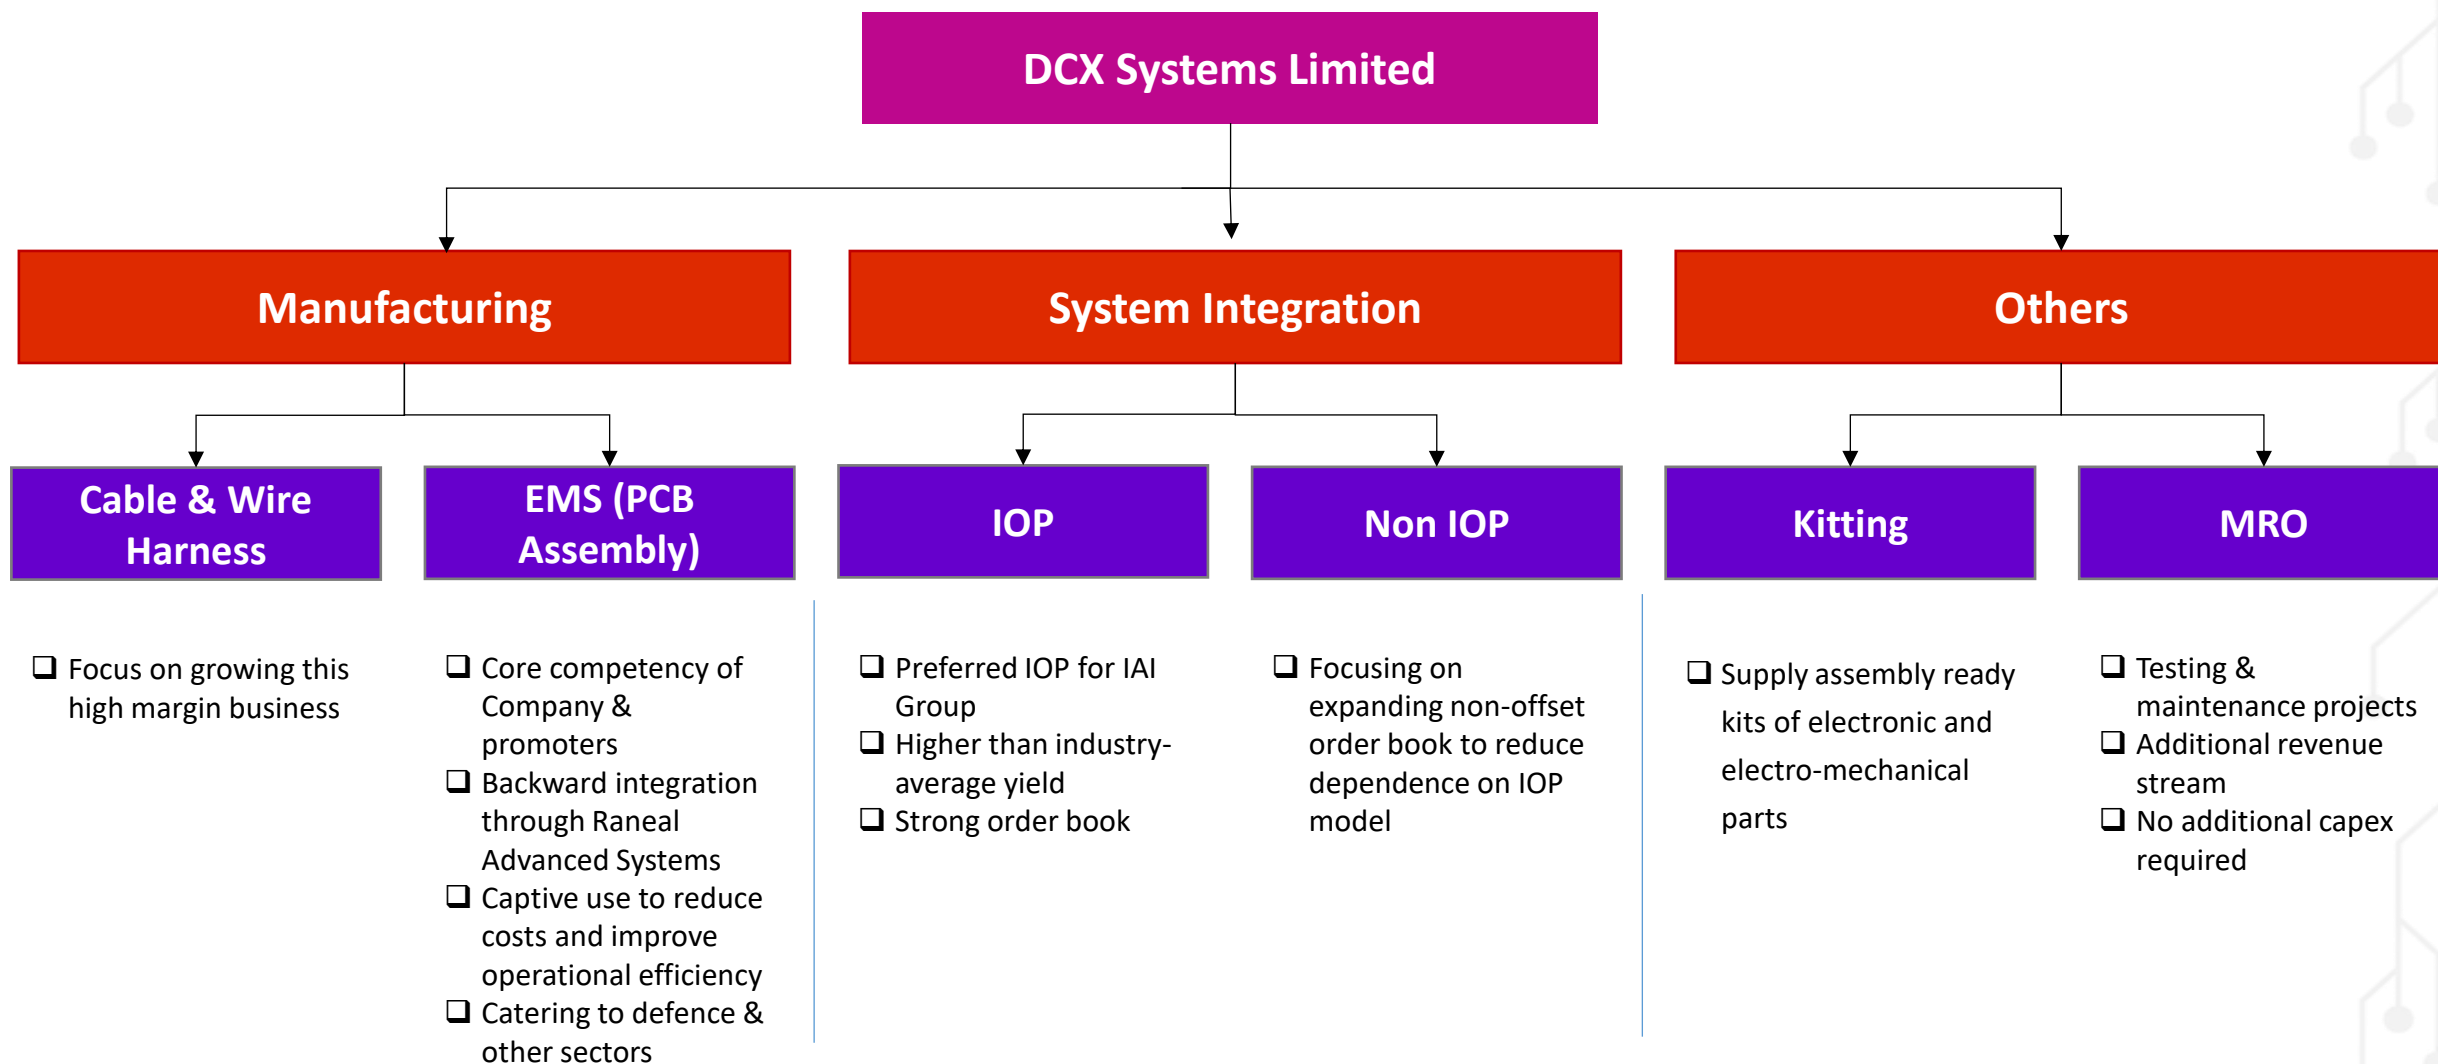 DCX Systems Limited
Manufacturing
System Integration
Others
Cable & Wire
Harness
EMS (PCB
Assembly)
IOP
Non IOP
Kitting
MRO
Focus on growing this
high margin business
Core competency of
Company &
promoters
Backward integration
through Raneal
Advanced Systems
Captive use to reduce
costs and improve
operational efficiency
Catering to defence &
other sectors
Preferred IOP for IAI
Group
Higher than industry-
average yield
Strong order book
Focusing on
expanding non-offset
order book to reduce
dependence on IOP
model
Supply assembly ready
kits of electronic and
electro-mechanical
parts
Testing &
maintenance projects
Additional revenue
stream
No additional capex
required